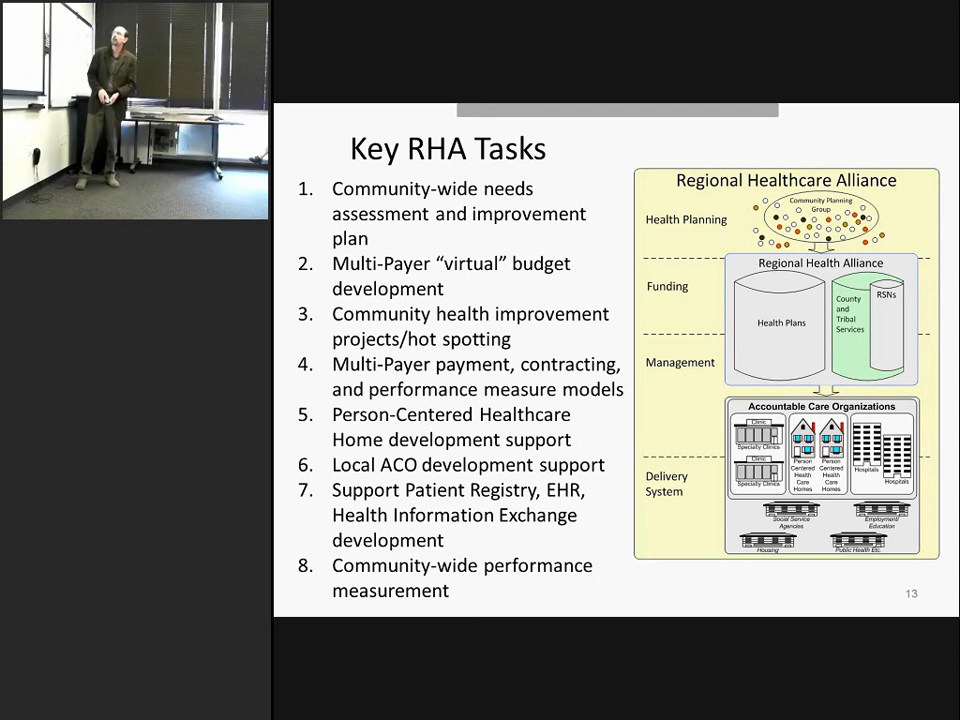 Key RHA Tasks
1. Community-wide needs
assessment and improvement
plan
2. Multi-Payer “virtual” budget
development
3. Community health improvement
projects/hot spotting
4. Multi-Payer payment, contracting,
and performance measure models
5. Person-Centered Healthcare
Home development support
6. Local ACO development support
7. Support Patient Registry, EHR,
Health Information Exchange
development
8. Community-wide performance
measurement
Regional Healthcare Alliance
Health Planning
Community Planning
Group
Regional Health Alliance
Funding
Health Plans
County
and
Tribal
Services
RSNs
Management
Accountable Care Organizations
Clinic
Specialty Clinics
Clinic
Specialty Clinics
Person
Centered
Health
Care
Homes
Person
Centered
Health
Care
Homes
Hospitals
Hospitals
Delivery
System
Social Service
Agencies
Employment/
Education
Housing
Public Health Etc.
13